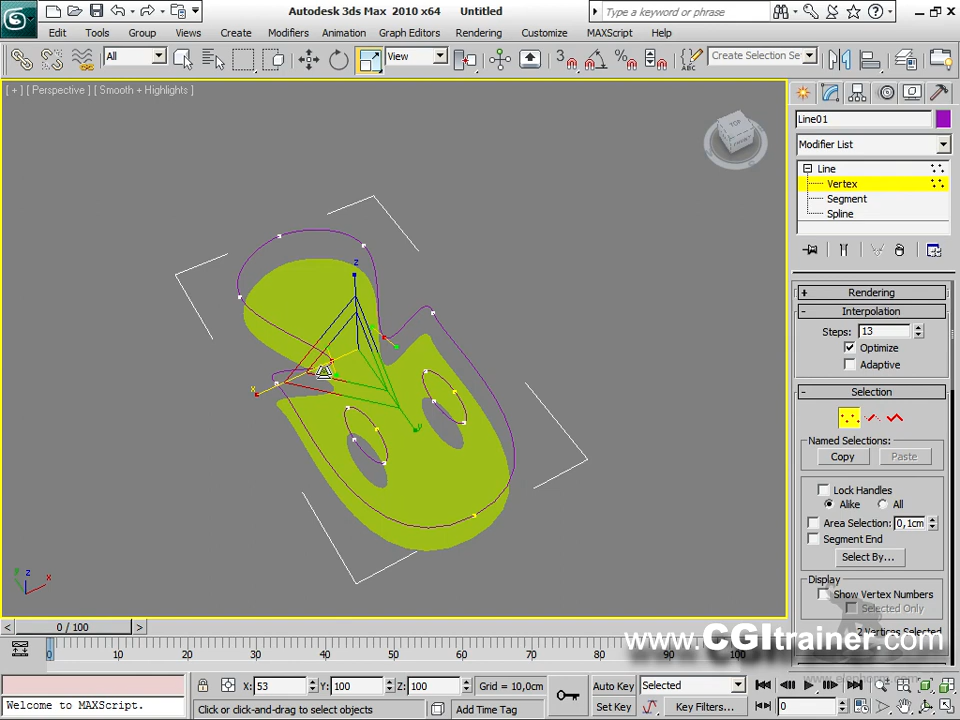 Autodesk 3ds Max 2010 x64 Untitled
Type a keyword or phrase
Edit Tools Group Views Create Modifiers Animation Graph Editors Rendering Customize MAXScript Help
All View 3 Create Selection Se
[ + ] [ Perspective ] [ Smooth + Highlights ]
TOP
Line01
Modifier List
Line
Vertex
Segment
Spline
Rendering
Interpolation
Steps: 13
Optimize
Adaptive
Selection
Named Selections:
Copy Paste
Lock Handles
Alike All
Area Selection: 0,1cm
Segment End
Select By...
Display
Show Vertex Numbers
Selected Only
2 Vertices Selected
z
x
y
z
x
y
< 0 / 100 >
0 10 20 30 40 50 60 70 80 90 100
www.CGItrainer.com
X: 53 Y: 100 Z: 100 Grid = 10,0cm Auto Key Selected
Welcome to MAXScript. Click or click-and-drag to select objects Add Time Tag Set Key Key Filters... 0